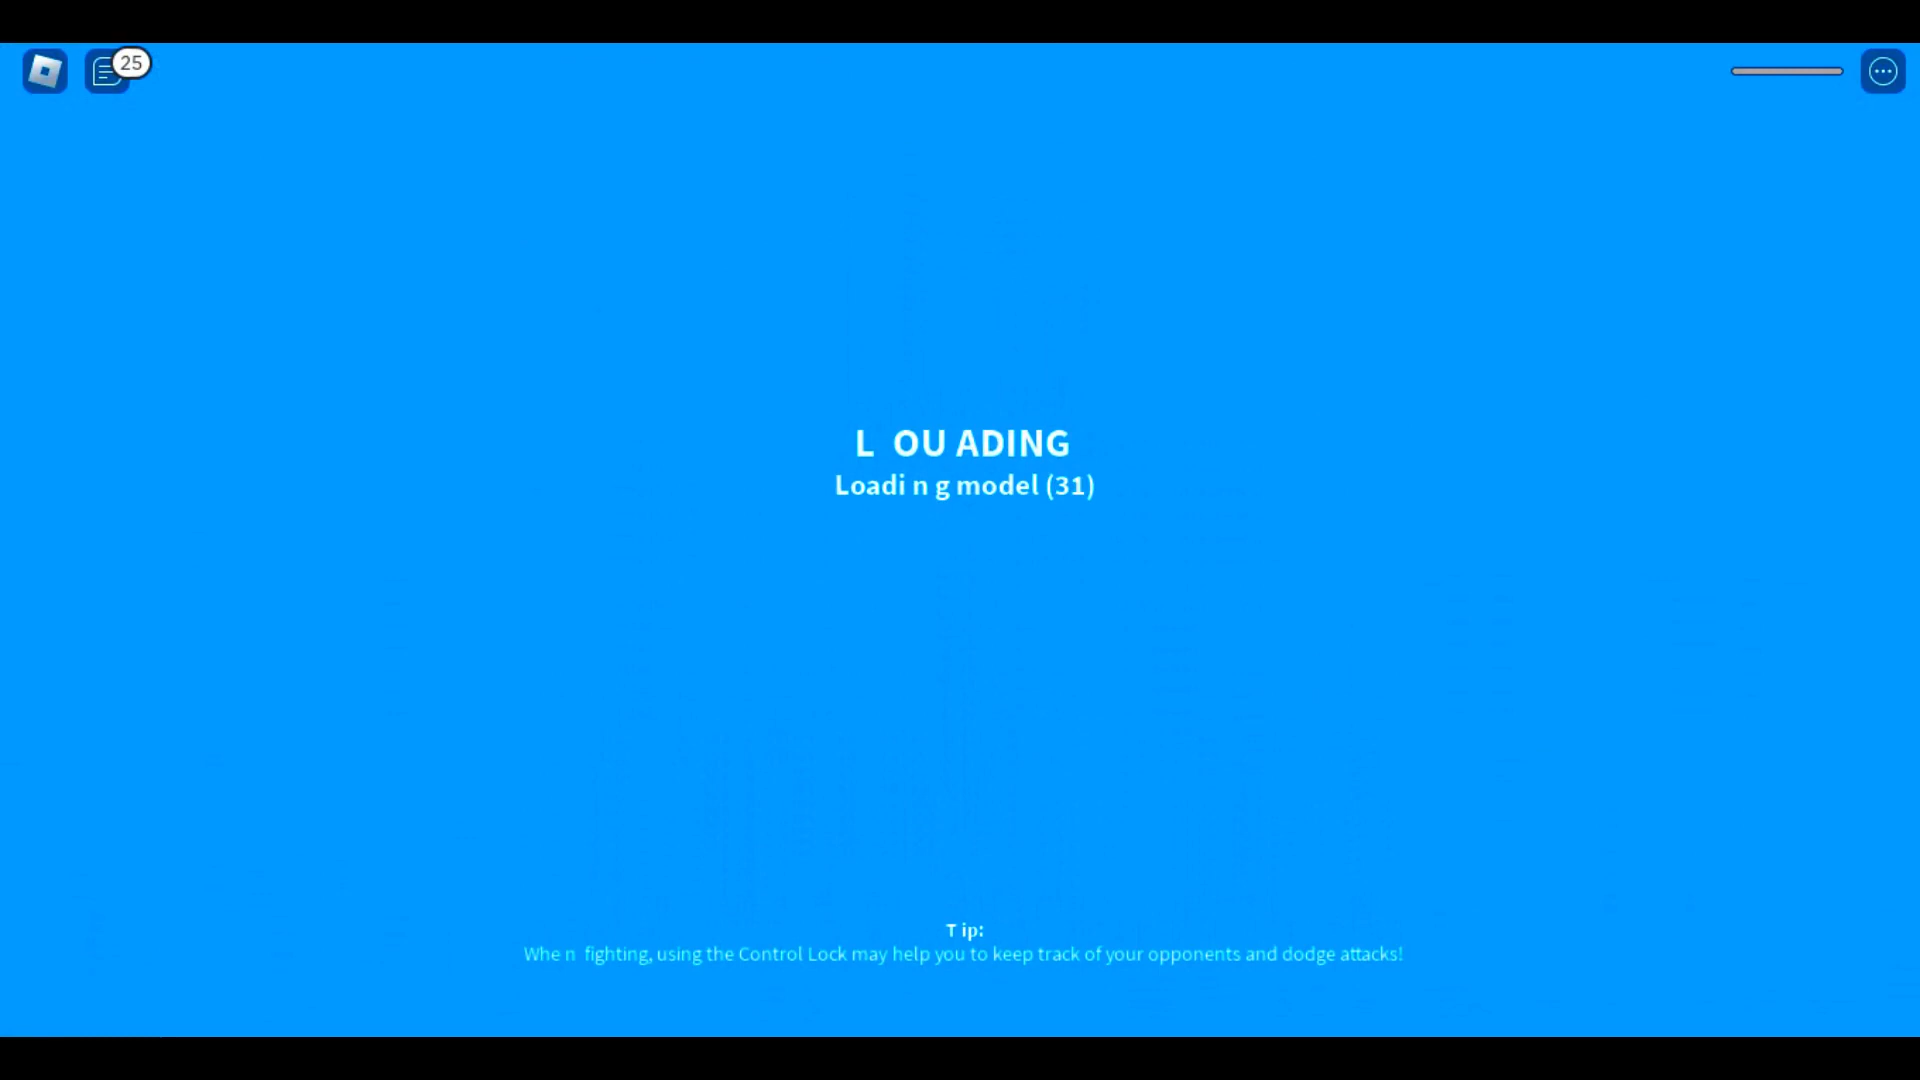 25
L OU ADING
Loadi n g model (31)
T ip:
Whe n fighting, using the Control Lock may help you to keep track of your opponents and dodge attacks!